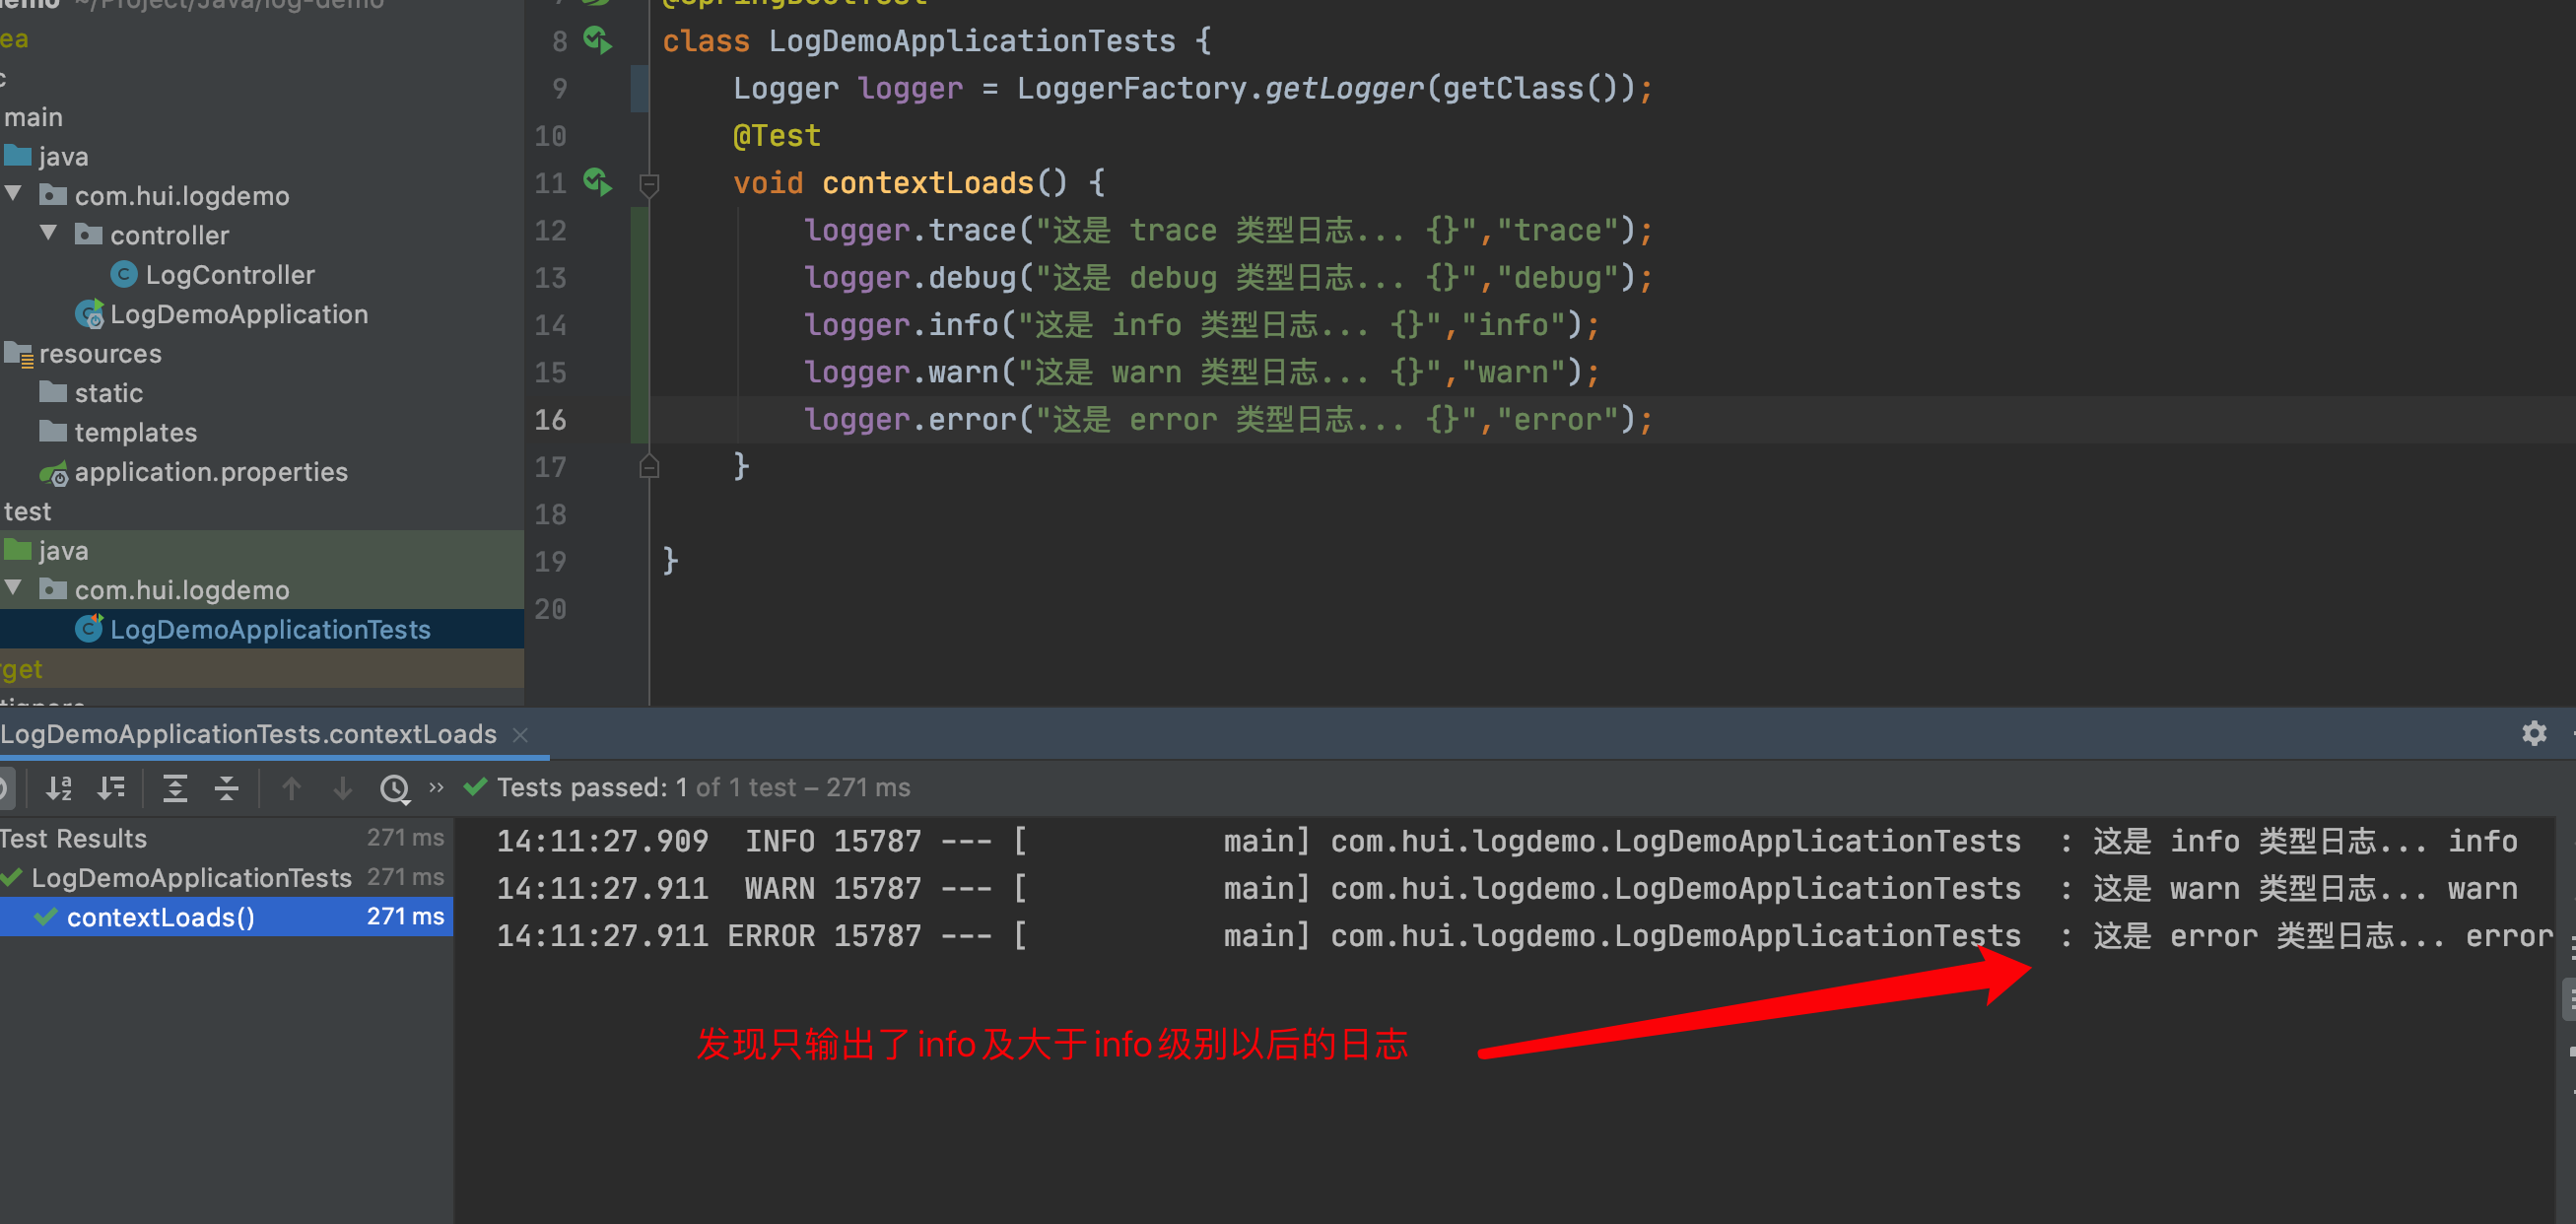 ~/Project/Java/log-demo
ea
main
java
com.hui.logdemo
controller
LogController
LogDemoApplication
resources
static
templates
application.properties
test
java
com.hui.logdemo
LogDemoApplicationTests
rget
@SpringBootTest
8 class LogDemoApplicationTests {
9 Logger logger = LoggerFactory.getLogger(getClass());
10 @Test
11 void contextLoads() {
12 logger.trace("这是 trace 类型日志... {}","trace");
13 logger.debug("这是 debug 类型日志... {}","debug");
14 logger.info("这是 info 类型日志... {}","info");
15 logger.warn("这是 warn 类型日志... {}","warn");
16 logger.error("这是 error 类型日志... {}","error");
17 }
18
19 }
20
LogDemoApplicationTests.contextLoads
Tests passed: 1 of 1 test – 271 ms
Test Results 271 ms
LogDemoApplicationTests 271 ms
contextLoads() 271 ms
14:11:27.909 INFO 15787 --- [ main] com.hui.logdemo.LogDemoApplicationTests : 这是 info 类型日志... info
14:11:27.911 WARN 15787 --- [ main] com.hui.logdemo.LogDemoApplicationTests : 这是 warn 类型日志... warn
14:11:27.911 ERROR 15787 --- [ main] com.hui.logdemo.LogDemoApplicationTests : 这是 error 类型日志... error
发现只输出了info及大于info级别以后的日志